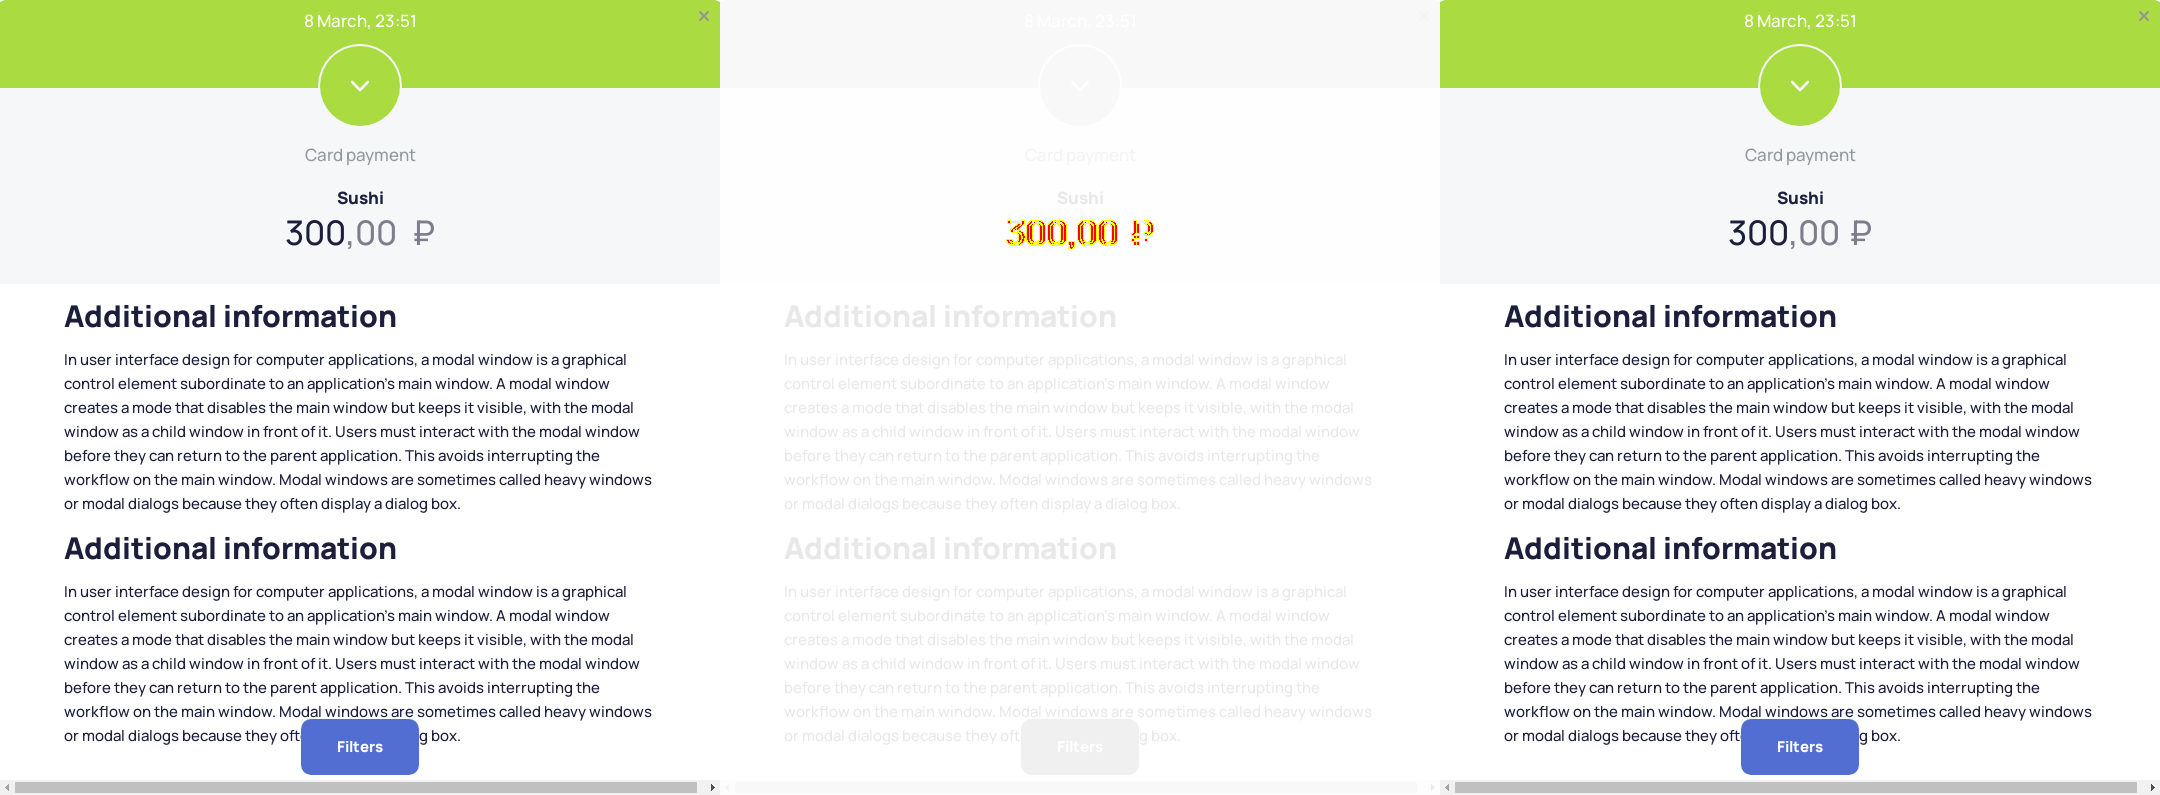 8 March, 23:51
Card payment
Sushi
300,00 ₽
Additional information
In user interface design for computer applications, a modal window is a graphical
control element subordinate to an application's main window. A modal window
creates a mode that disables the main window but keeps it visible, with the modal
window as a child window in front of it. Users must interact with the modal window
before they can return to the parent application. This avoids interrupting the
workflow on the main window. Modal windows are sometimes called heavy windows
or modal dialogs because they often display a dialog box.
Additional information
In user interface design for computer applications, a modal window is a graphical
control element subordinate to an application's main window. A modal window
creates a mode that disables the main window but keeps it visible, with the modal
window as a child window in front of it. Users must interact with the modal window
before they can return to the parent application. This avoids interrupting the
workflow on the main window. Modal windows are sometimes called heavy windows
or modal dialogs because they oft g box.
Filters
8 March, 23:51
Card payment
Sushi
300,00 ₽
Additional information
In user interface design for computer applications, a modal window is a graphical
control element subordinate to an application's main window. A modal window
creates a mode that disables the main window but keeps it visible, with the modal
window as a child window in front of it. Users must interact with the modal window
before they can return to the parent application. This avoids interrupting the
workflow on the main window. Modal windows are sometimes called heavy windows
or modal dialogs because they often display a dialog box.
Additional information
In user interface design for computer applications, a modal window is a graphical
control element subordinate to an application's main window. A modal window
creates a mode that disables the main window but keeps it visible, with the modal
window as a child window in front of it. Users must interact with the modal window
before they can return to the parent application. This avoids interrupting the
workflow on the main window. Modal windows are sometimes called heavy windows
or modal dialogs because they oft g box.
Filters
8 March, 23:51
Card payment
Sushi
300,00 ₽
Additional information
In user interface design for computer applications, a modal window is a graphical
control element subordinate to an application's main window. A modal window
creates a mode that disables the main window but keeps it visible, with the modal
window as a child window in front of it. Users must interact with the modal window
before they can return to the parent application. This avoids interrupting the
workflow on the main window. Modal windows are sometimes called heavy windows
or modal dialogs because they often display a dialog box.
Additional information
In user interface design for computer applications, a modal window is a graphical
control element subordinate to an application's main window. A modal window
creates a mode that disables the main window but keeps it visible, with the modal
window as a child window in front of it. Users must interact with the modal window
before they can return to the parent application. This avoids interrupting the
workflow on the main window. Modal windows are sometimes called heavy windows
or modal dialogs because they oft g box.
Filters